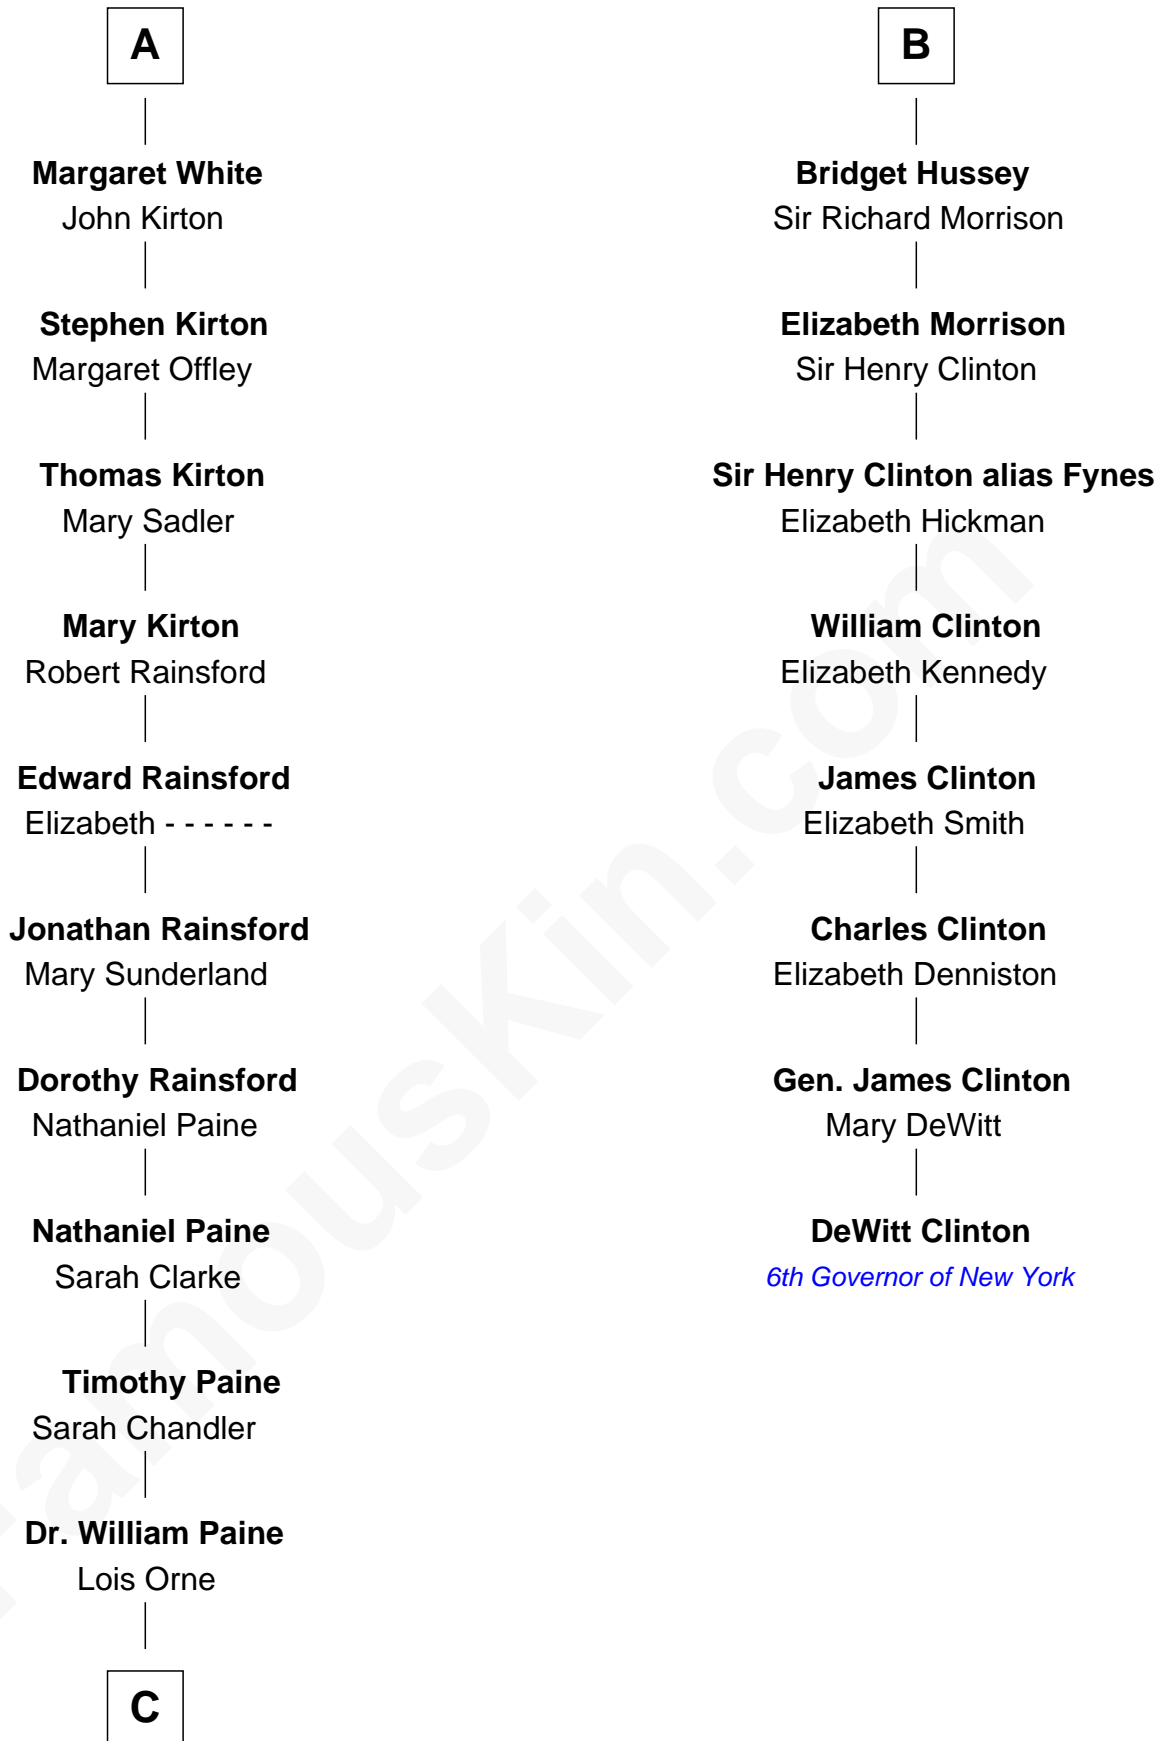 A
Margaret White
John Kirton
Stephen Kirton
Margaret Offley
Thomas Kirton
Mary Sadler
Mary Kirton
Robert Rainsford
Edward Rainsford
Elizabeth - - - - - -
Jonathan Rainsford
Mary Sunderland
Dorothy Rainsford
Nathaniel Paine
Nathaniel Paine
Sarah Clarke
Timothy Paine
Sarah Chandler
Dr. William Paine
Lois Orne
C
B
Bridget Hussey
Sir Richard Morrison
Elizabeth Morrison
Sir Henry Clinton
Sir Henry Clinton alias Fynes
Elizabeth Hickman
William Clinton
Elizabeth Kennedy
James Clinton
Elizabeth Smith
Charles Clinton
Elizabeth Denniston
Gen. James Clinton
Mary DeWitt
DeWitt Clinton
6th Governor of New York
FamousKin.com